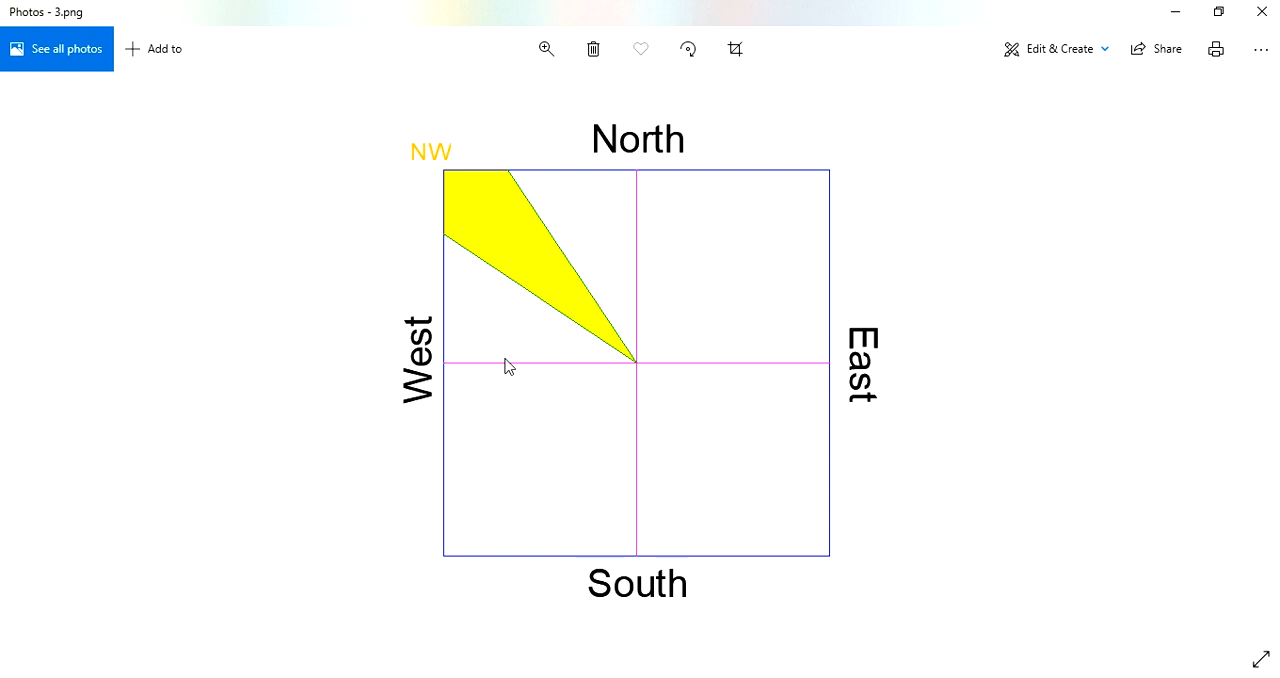 Photos - 3.png
See all photos
Add to
Edit & Create
Share
North
NW
West
East
South